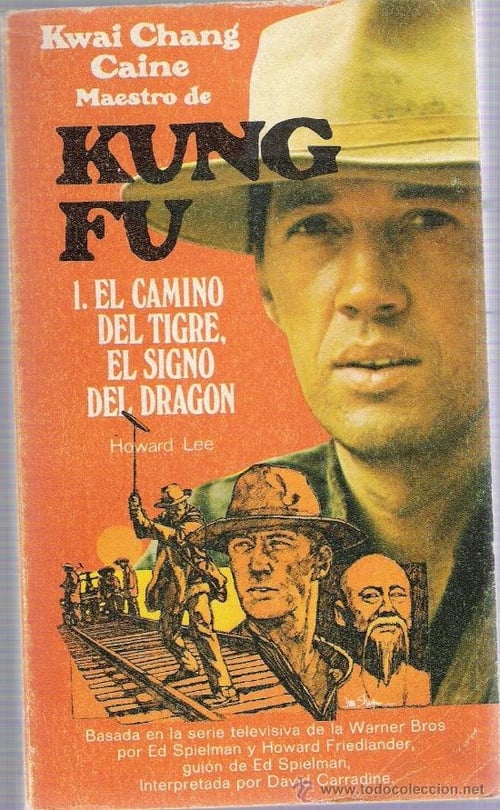 Kwai Chang
Caine
Maestro de
KUNG
FU
1. EL CAMINO
DEL TIGRE,
EL SIGNO
DEL DRAGON
Howard Lee
Basada en la serie televisiva de la Warner Bros
por Ed Spielman y Howard Friedlander,
guión de Ed Spielman,
Interpretada por David Carradine.
www.todocoleccion.net